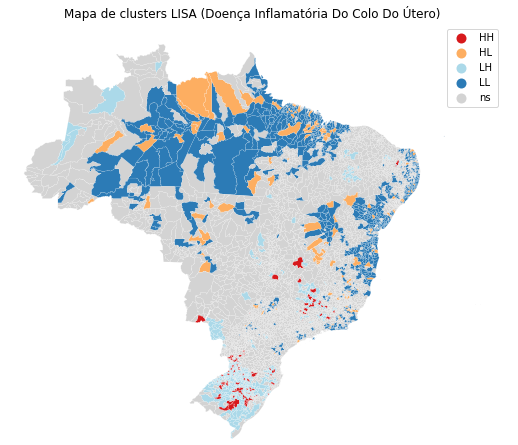 Mapa de clusters LISA (Doença Inflamatória Do Colo Do Útero)
HH
HL
LH
LL
ns